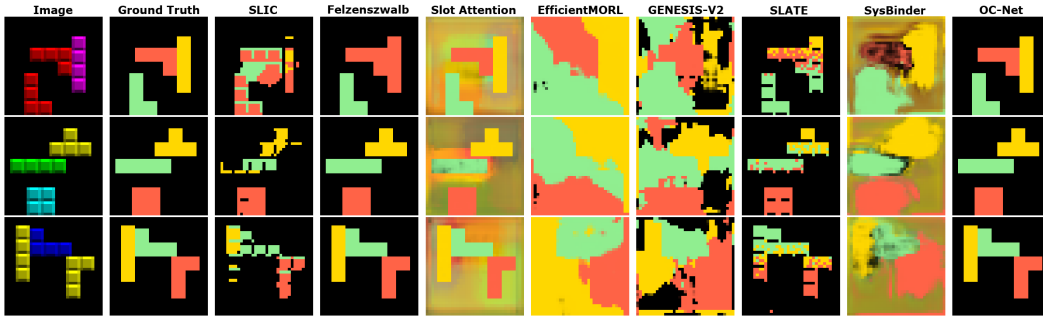 Image Ground Truth SLIC Felzenszwalb Slot Attention EfficientMORL GENESIS-V2 SLATE SysBinder OC-Net